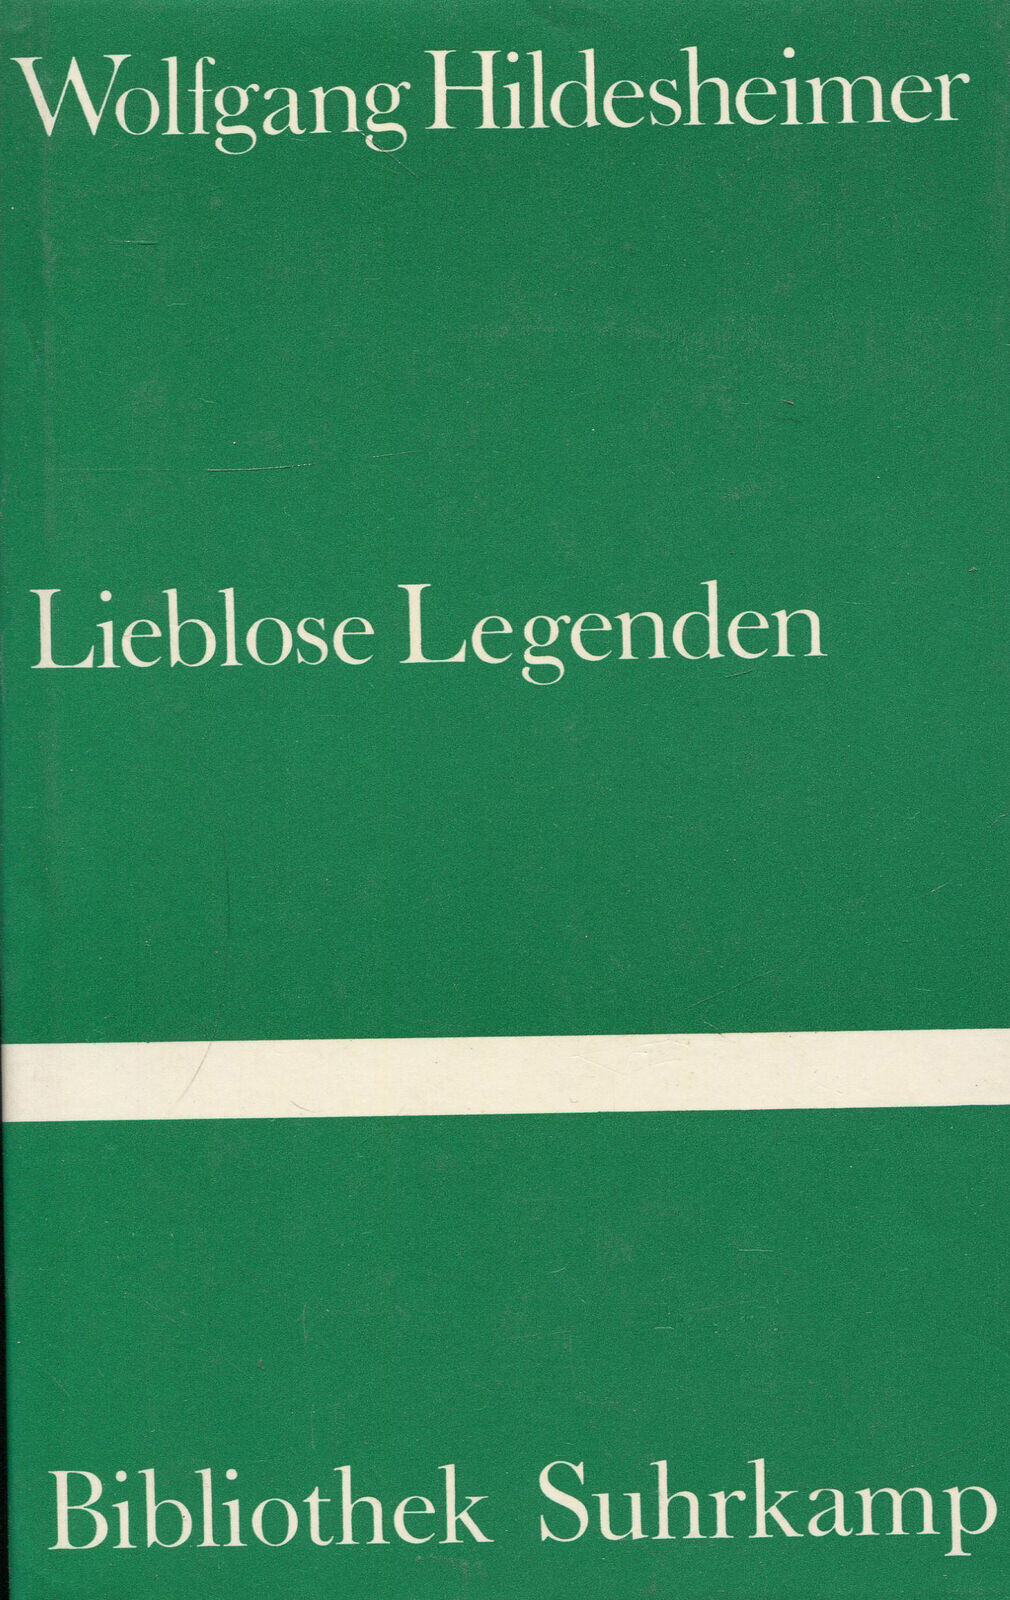 Wolfgang Hildesheimer
Lieblose Legenden
Bibliothek Suhrkamp